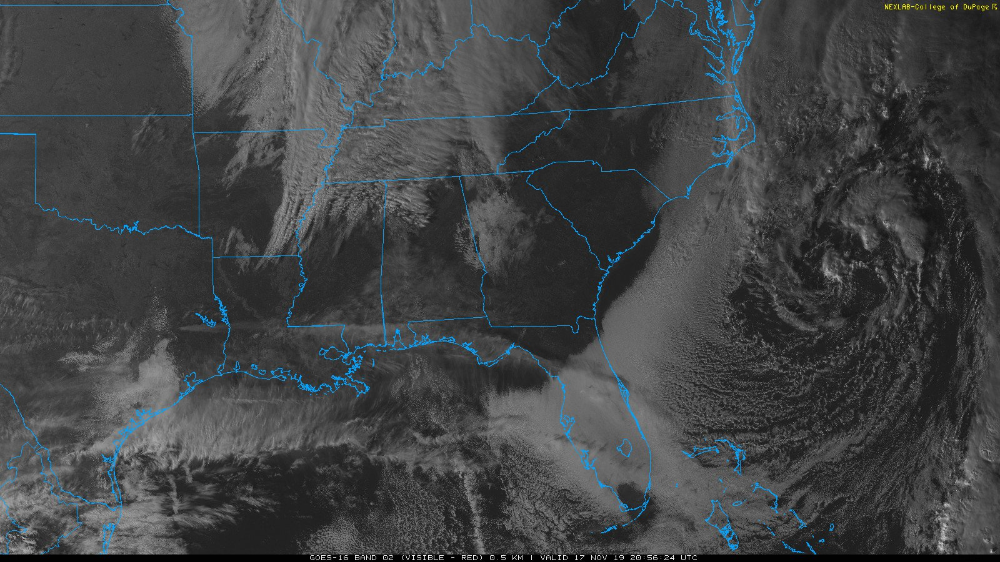 NEXLAB-College of DuPage
GOES-16 BAND 02 (VISIBLE - RED) 0.5 KM | VALID 17 NOV 19 20:56:24 UTC